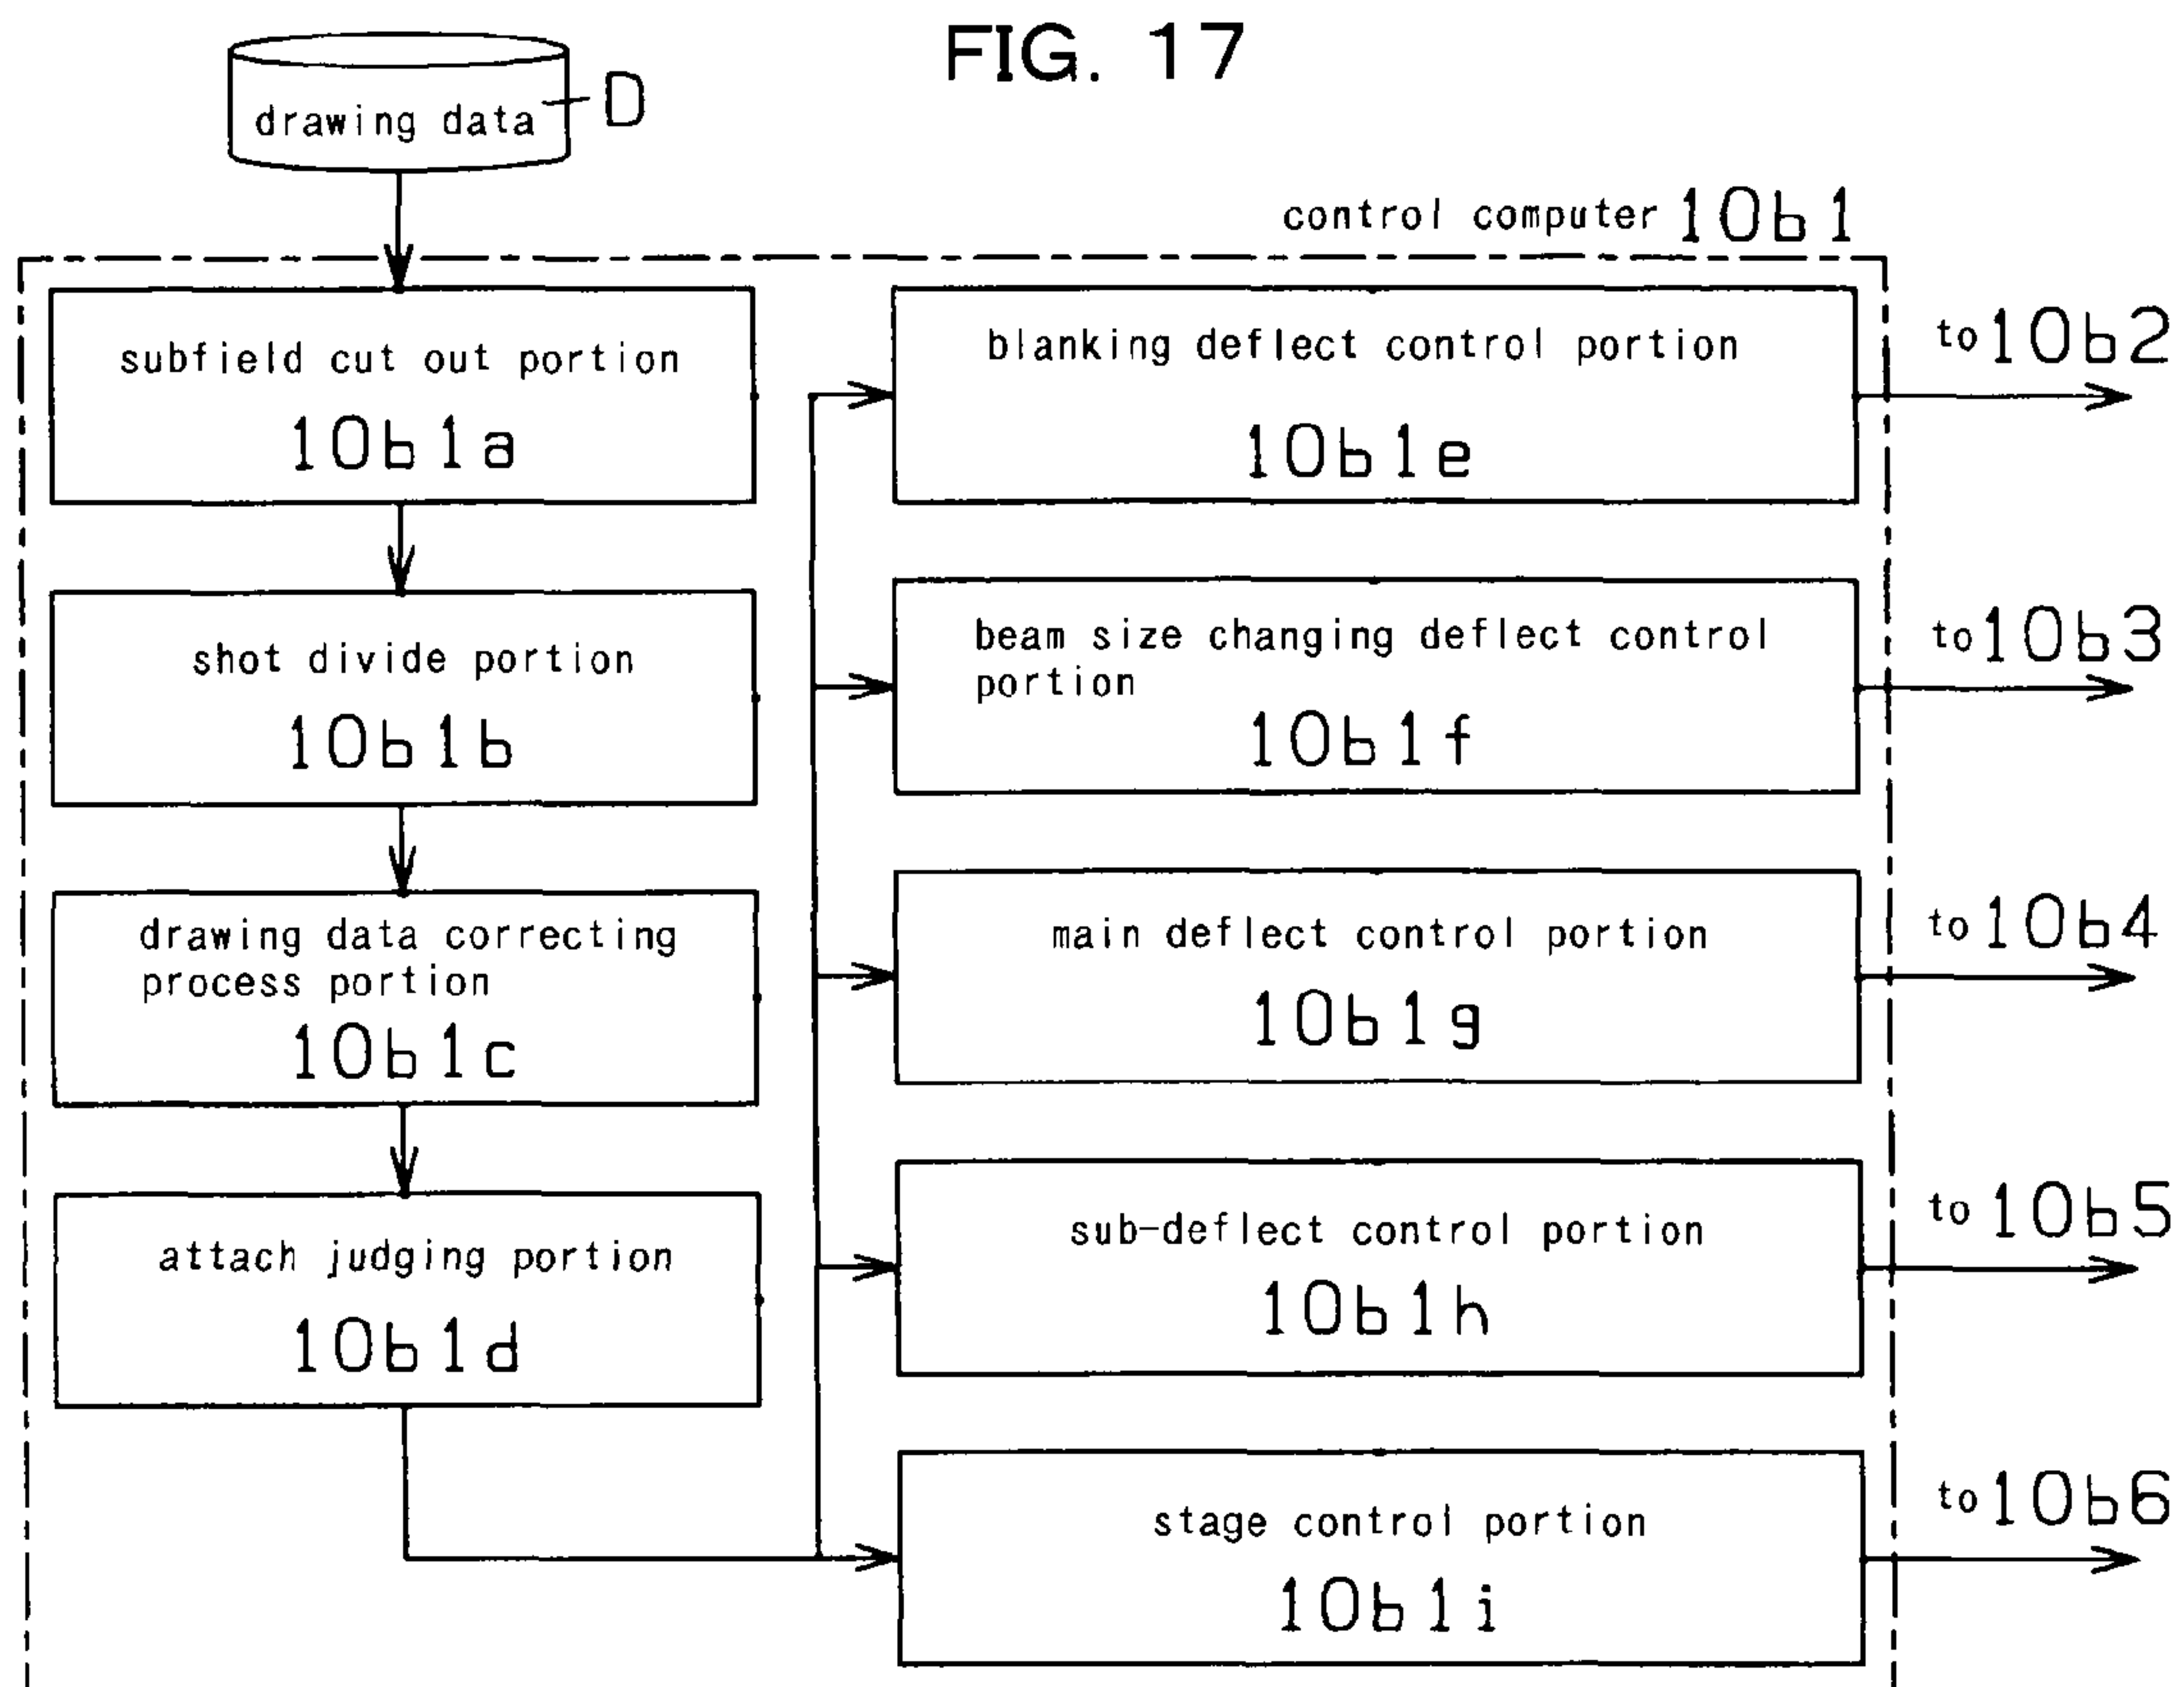 FIG. 17
drawing data
D
control computer 10b1
subfield cut out portion
10b1a
shot divide portion
10b1b
drawing data correcting
process portion
10b1c
attach judging portion
10b1d
blanking deflect control portion
10b1e
to 10b2
beam size changing deflect control
portion
10b1f
to 10b3
main deflect control portion
10b1g
to 10b4
sub-deflect control portion
10b1h
to 10b5
stage control portion
10b1i
to 10b6